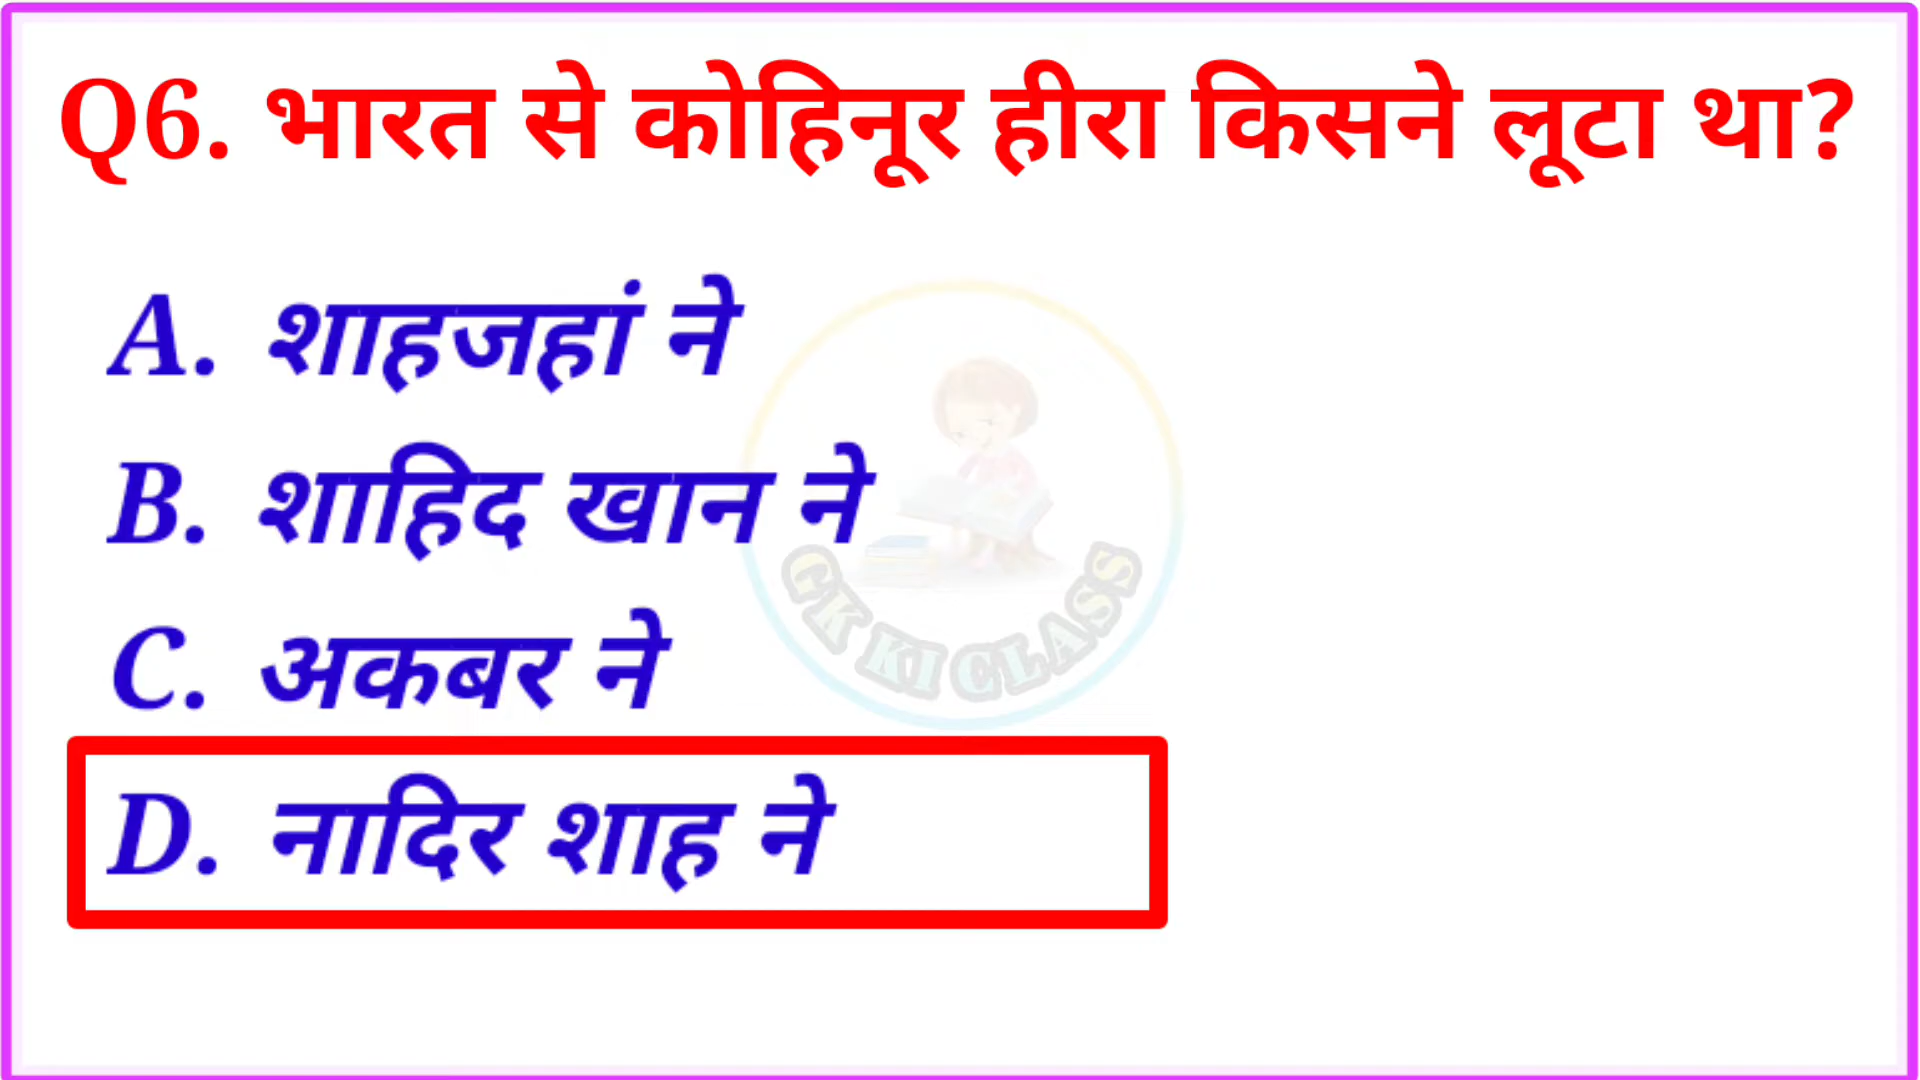 Q6. भारत से कोहिनूर हीरा किसने लूटा था?
A. शाहजहां ने
B. शाहिद खान ने
C. अकबर ने
D. नादिर शाह ने
GK KI CLASS